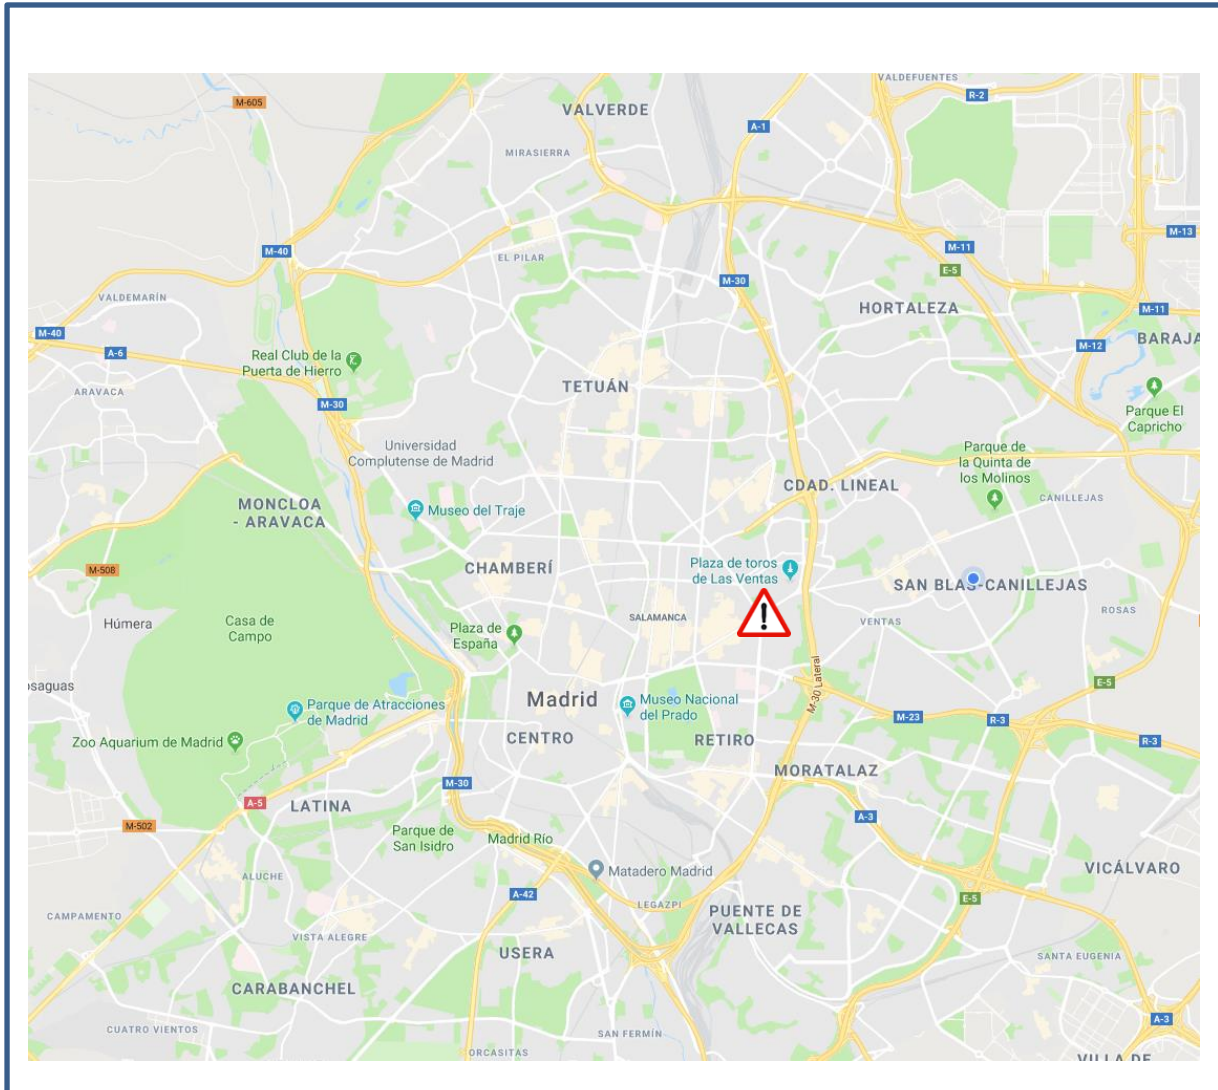 VALDEFUENTES
M-605
R-2
VALVERDE
A-1
MIRASIERRA
M-13
M-40
M-11
EL PILAR
E-5
M-30
VALDEMARÍN
HORTALEZA
M-11
M-40
BARAJA
M-12
A-6
Real Club de la
Puerta de Hierro
TETUÁN
ARAVACA
M-30
Parque El
Capricho
Universidad
Complutense de Madrid
Parque de
la Quinta de
los Molinos
CDAD. LINEAL
CANILLEJAS
MONCLOA
- ARAVACA
Museo del Traje
Plaza de toros
de Las Ventas
M-508
CHAMBERÍ
SAN BLAS-CANILLEJAS
ROSAS
Húmera
Casa de
Campo
SALAMANCA
!
VENTAS
Plaza de
España
M-30 Lateral
E-5
osaguas
Madrid
Museo Nacional
del Prado
Parque de Atracciones
de Madrid
M-23
R-3
R-3
Zoo Aquarium de Madrid
CENTRO
RETIRO
MORATALAZ
M-30
A-5
LATINA
A-3
M-502
Parque de
San Isidro
Madrid Río
Matadero Madrid
VICÁLVARO
ALUCHE
A-42
E-5
LEGAZPI
CAMPAMENTO
PUENTE DE
VALLECAS
VISTA ALEGRE
USERA
SANTA EUGENIA
CARABANCHEL
A-3
CUATRO VIENTOS
SAN FERMÍN
ORCASITAS
VILLA DE